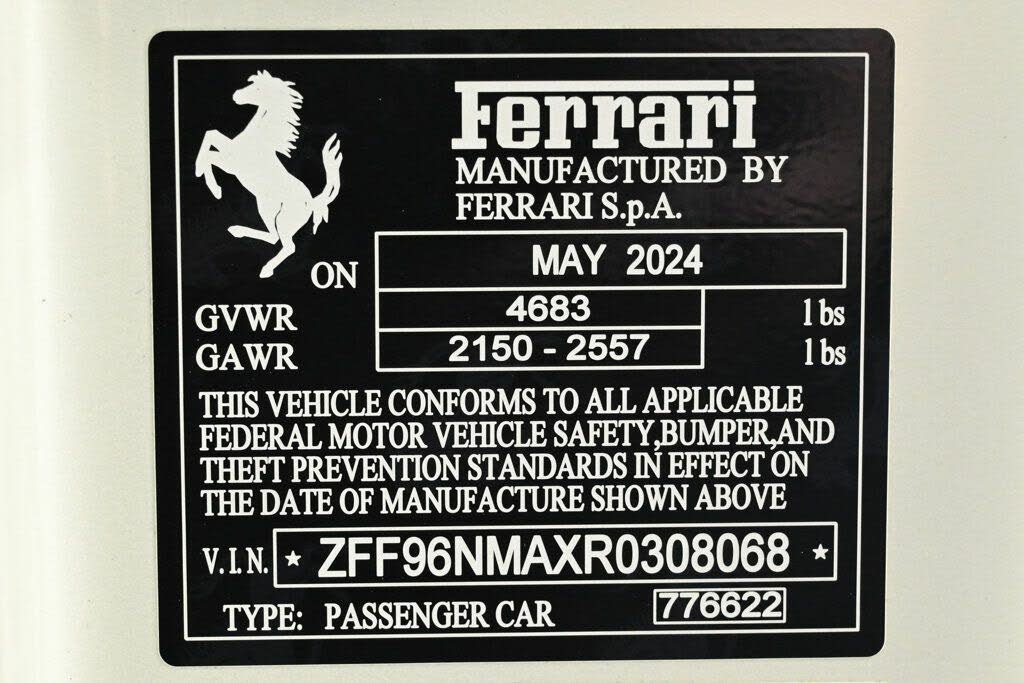 Ferrari
MANUFACTURED BY
FERRARI S.p.A.
ON MAY 2024
GVWR 4683 lbs
GAWR 2150 - 2557 lbs
THIS VEHICLE CONFORMS TO ALL APPLICABLE
FEDERAL MOTOR VEHICLE SAFETY,BUMPER,AND
THEFT PREVENTION STANDARDS IN EFFECT ON
THE DATE OF MANUFACTURE SHOWN ABOVE
V.I.N. ★ ZFF96NMAXR0308068 ★
TYPE: PASSENGER CAR 776622